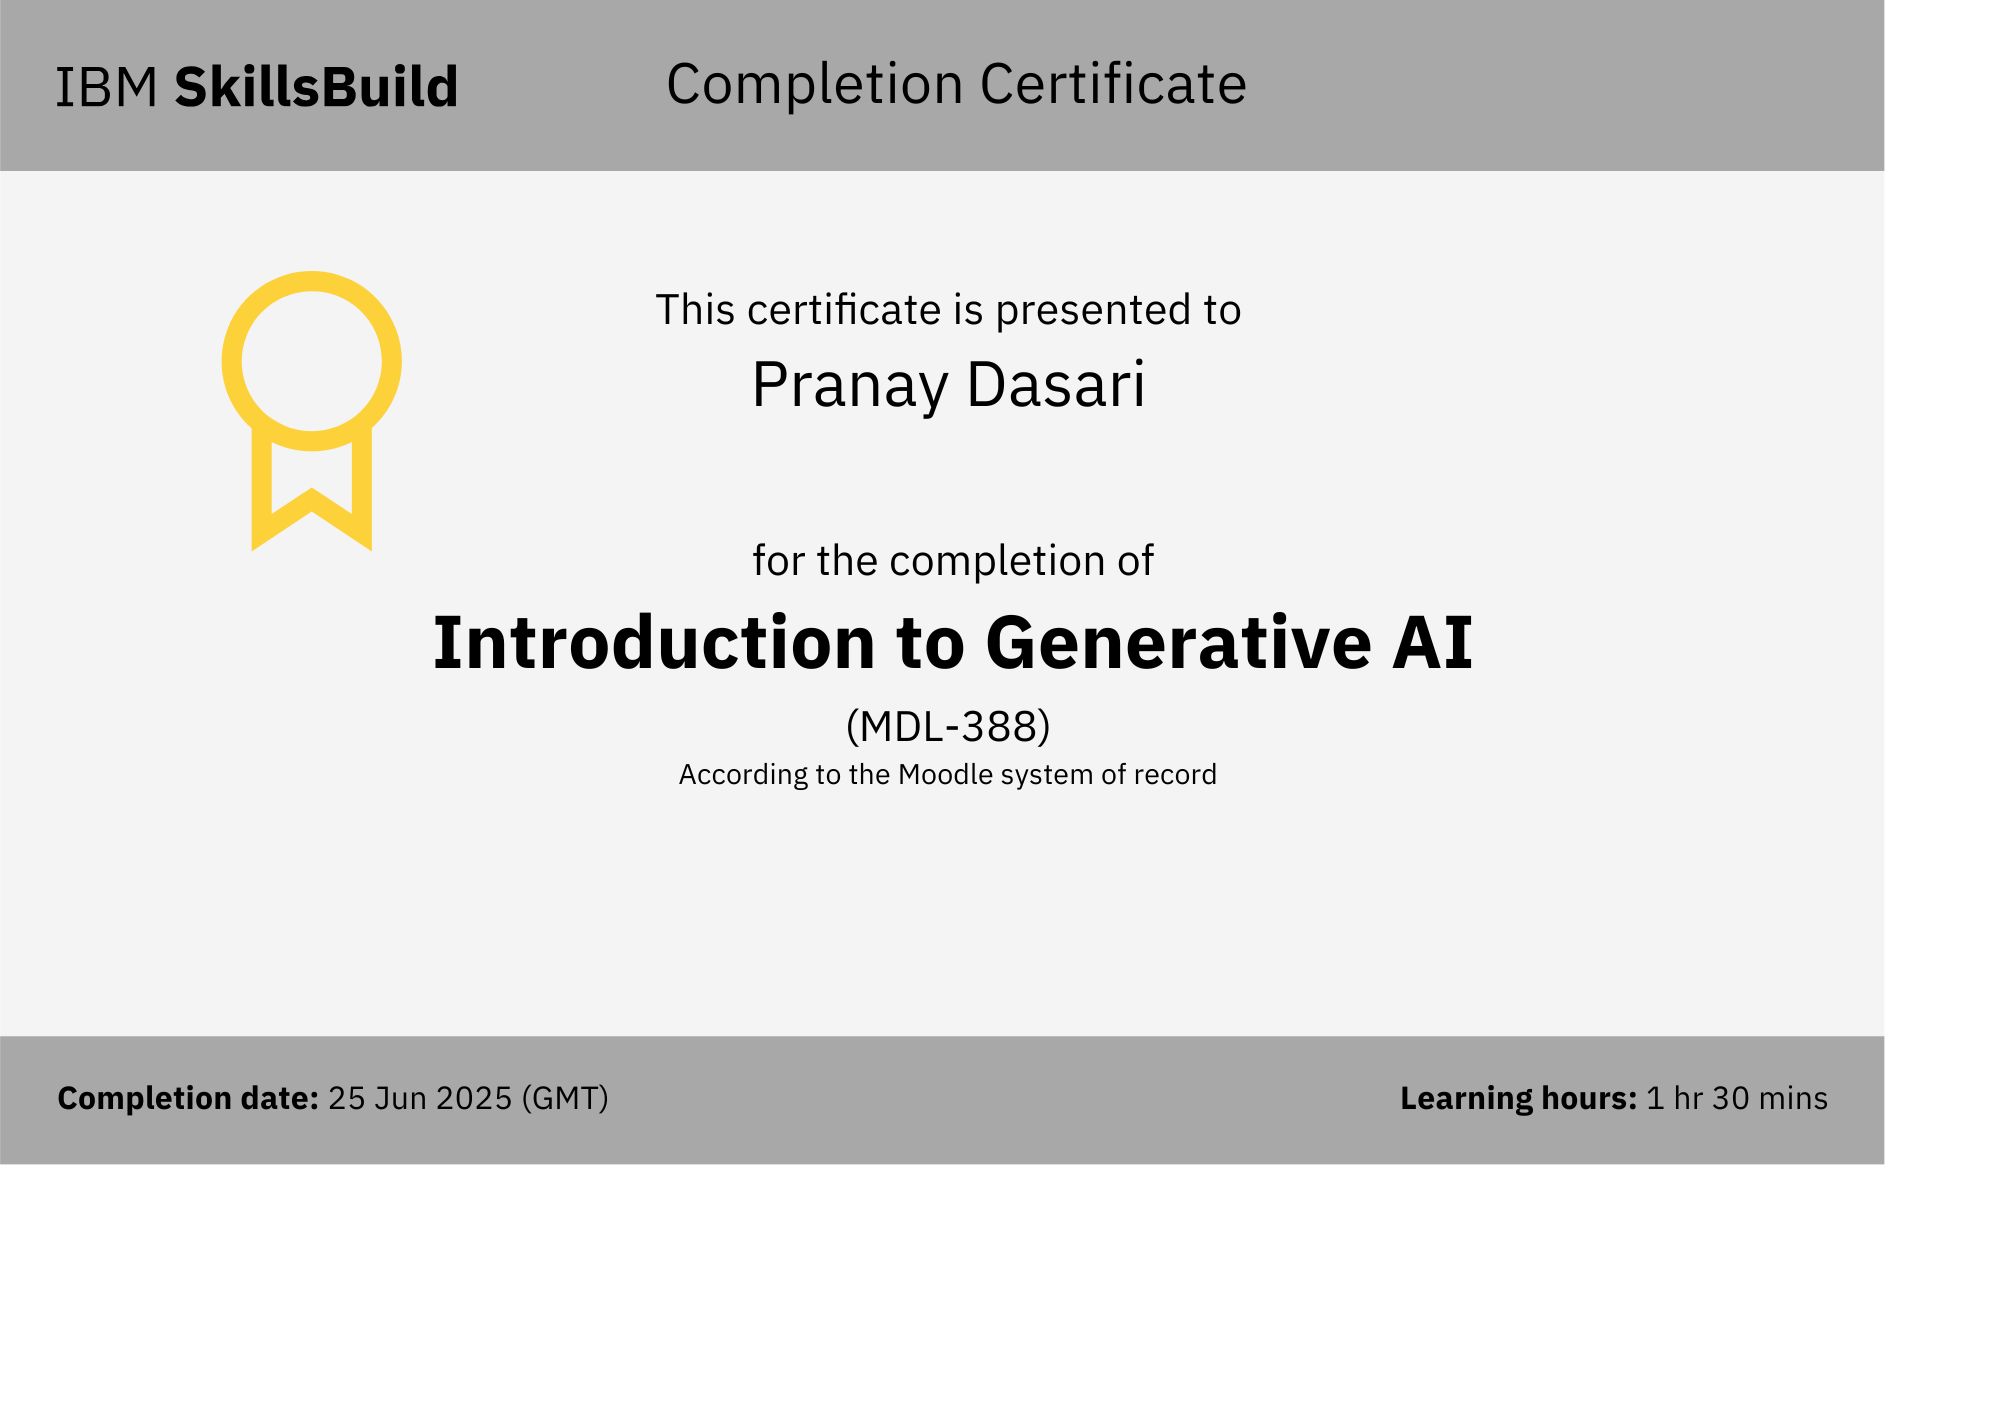 IBM SkillsBuild
Completion Certificate
This certificate is presented to
Pranay Dasari
for the completion of
Introduction to Generative AI
(MDL-388)
According to the Moodle system of record
Completion date: 25 Jun 2025 (GMT)
Learning hours: 1 hr 30 mins